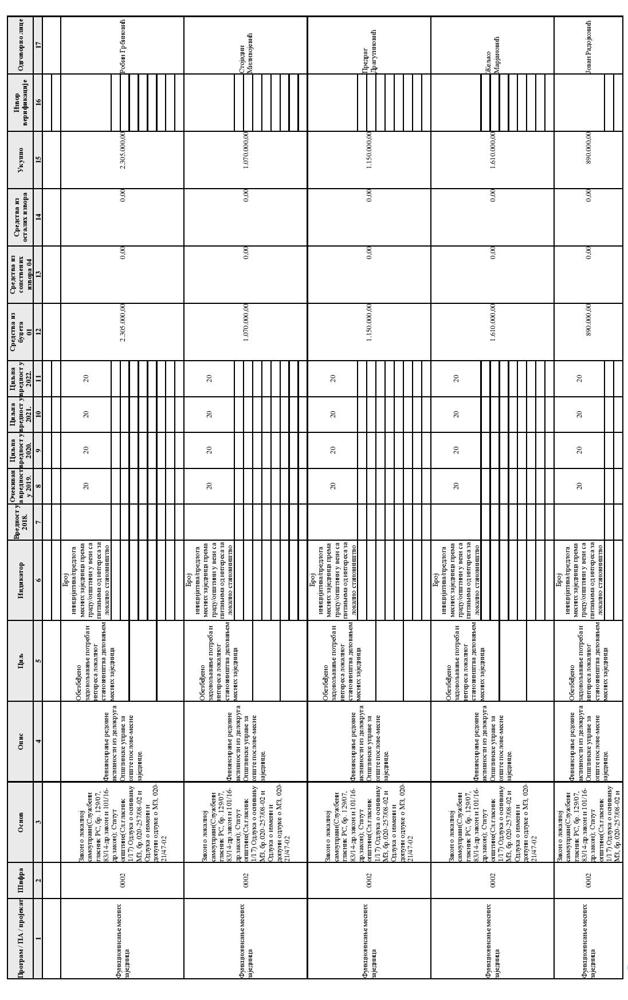 Програм / ПА / пројекат
Шифра
Основ
Опис
Циљ
Индикатор
Вредност у
2018.
Очекиван
а вредност
у 2019.
Циљна
вредност у
2020.
Циљна
вредност у
2021.
Циљна
вредност у
2022.
Средства из
буџета
01
Средства из
сопствених
извора 04
Средства из
осталих извора
Укупно
Извор
верификације
Одговорно лице
1
2
3
4
5
6
7
8
9
10
11
12
13
14
15
16
17
Функционисање месних
заједница
0002
Закон о локалној
самоуправи(Службени
гласник РС, бр. 129/07,
83/14-др.закон и 101/16-
др.закон); Статут
општине(Сл.гласник
1/17) Одлука о оснивању
МЗ, бр.020-257/08-02 и
Одлука о измени и
допуни одлуке о МЗ, 020-
21/47-02
Финансирање редовне
активности из делокруга
Општинске управе за
опште послове-месне
заједнице.
Обезбеђено
задовољавање потреба и
интереса локалног
становништва деловањем
месних заједница
Број
иницијатива/предлога
месних заједница према
граду/општини у вези са
питањима од интереса за
локално становништво
20
20
20
20
2.305.000,00
0,00
0,00
2.305.000,00
Робин Грбиновић
Функционисање месних
заједница
0002
Закон о локалној
самоуправи(Службени
гласник РС, бр. 129/07,
83/14-др.закон и 101/16-
др.закон); Статут
општине(Сл.гласник
1/17) Одлука о оснивању
МЗ, бр.020-257/08-02 и
Одлука о измени и
допуни одлуке о МЗ, 020-
21/47-02
Финансирање редовне
активности из делокруга
Општинске управе за
опште послове-месне
заједнице.
Обезбеђено
задовољавање потреба и
интереса локалног
становништва деловањем
месних заједница
Број
иницијатива/предлога
месних заједница према
граду/општини у вези са
питањима од интереса за
локално становништво
20
20
20
20
1.070.000,00
0,00
0,00
1.070.000,00
Стојадин
Миливојевић
Функционисање месних
заједница
0002
Закон о локалној
самоуправи(Службени
гласник РС, бр. 129/07,
83/14-др.закон и 101/16-
др.закон); Статут
општине(Сл.гласник
1/17) Одлука о оснивању
МЗ, бр.020-257/08-02 и
Одлука о измени и
допуни одлуке о МЗ, 020-
21/47-02
Финансирање редовне
активности из делокруга
Општинске управе за
опште послове-месне
заједнице.
Обезбеђено
задовољавање потреба и
интереса локалног
становништва деловањем
месних заједница
Број
иницијатива/предлога
месних заједница према
граду/општини у вези са
питањима од интереса за
локално становништво
20
20
20
20
1.150.000,00
0,00
0,00
1.150.000,00
Предраг
Драгутиновић
Функционисање месних
заједница
0002
Закон о локалној
самоуправи(Службени
гласник РС, бр. 129/07,
83/14-др.закон и 101/16-
др.закон); Статут
општине(Сл.гласник
1/17) Одлука о оснивању
МЗ, бр.020-257/08-02 и
Одлука о измени и
допуни одлуке о МЗ, 020-
21/47-02
Финансирање редовне
активности из делокруга
Општинске управе за
опште послове-месне
заједнице.
Обезбеђено
задовољавање потреба и
интереса локалног
становништва деловањем
месних заједница
Број
иницијатива/предлога
месних заједница према
граду/општини у вези са
питањима од интереса за
локално становништво
20
20
20
20
1.610.000,00
0,00
0,00
1.610.000,00
Жељко
Марјановић
Функционисање месних
заједница
0002
Закон о локалној
самоуправи(Службени
гласник РС, бр. 129/07,
83/14-др.закон и 101/16-
др.закон); Статут
општине(Сл.гласник
1/17) Одлука о оснивању
МЗ, бр.020-257/08-02 и
Финансирање редовне
активности из делокруга
Општинске управе за
опште послове-месне
заједнице.
Обезбеђено
задовољавање потреба и
интереса локалног
становништва деловањем
месних заједница
Број
иницијатива/предлога
месних заједница према
граду/општини у вези са
питањима од интереса за
локално становништво
20
20
20
20
890.000,00
0,00
0,00
890.000,00
Јован Радојковић